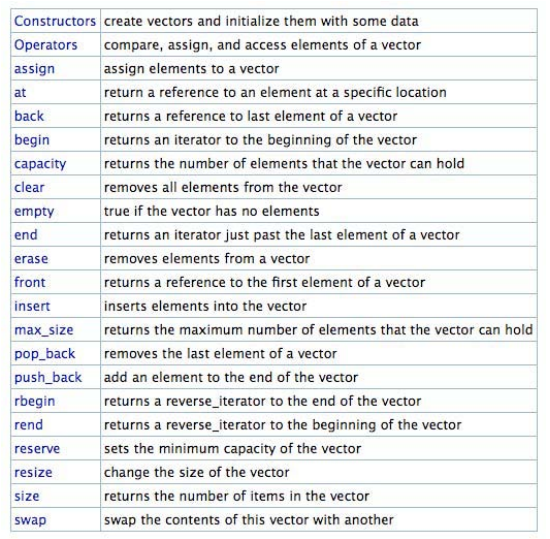 Constructors create vectors and initialize them with some data
Operators compare, assign, and access elements of a vector
assign assign elements to a vector
at return a reference to an element at a specific location
back returns a reference to last element of a vector
begin returns an iterator to the beginning of the vector
capacity returns the number of elements that the vector can hold
clear removes all elements from the vector
empty true if the vector has no elements
end returns an iterator just past the last element of a vector
erase removes elements from a vector
front returns a reference to the first element of a vector
insert inserts elements into the vector
max_size returns the maximum number of elements that the vector can hold
pop_back removes the last element of a vector
push_back add an element to the end of the vector
rbegin returns a reverse_iterator to the end of the vector
rend returns a reverse_iterator to the beginning of the vector
reserve sets the minimum capacity of the vector
resize change the size of the vector
size returns the number of items in the vector
swap swap the contents of this vector with another